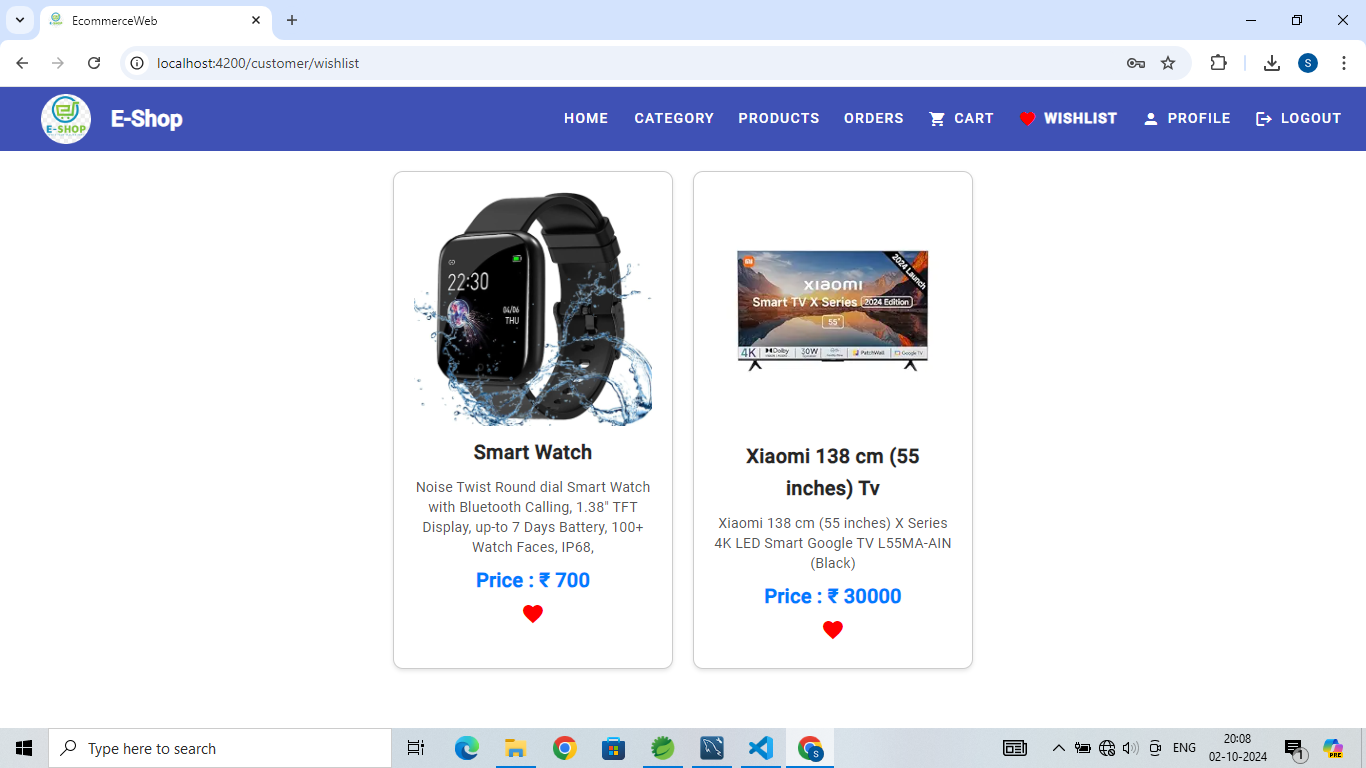 EcommerceWeb
localhost:4200/customer/wishlist
S
E-SHOP
E-Shop
HOME
CATEGORY
PRODUCTS
ORDERS
CART
WISHLIST
PROFILE
LOGOUT
22:30
04/06
THU
Smart Watch
Noise Twist Round dial Smart Watch
with Bluetooth Calling, 1.38" TFT
Display, up-to 7 Days Battery, 100+
Watch Faces, IP68,
Price : ₹ 700
2024 Launch
xiaomi
Smart TV X Series 2024 Edition
55"
4K Dolby 30W PatchWall Google TV
Xiaomi 138 cm (55
inches) Tv
Xiaomi 138 cm (55 inches) X Series
4K LED Smart Google TV L55MA-AIN
(Black)
Price : ₹ 30000
Type here to search
S
ENG
20:08
02-10-2024
1
PRE